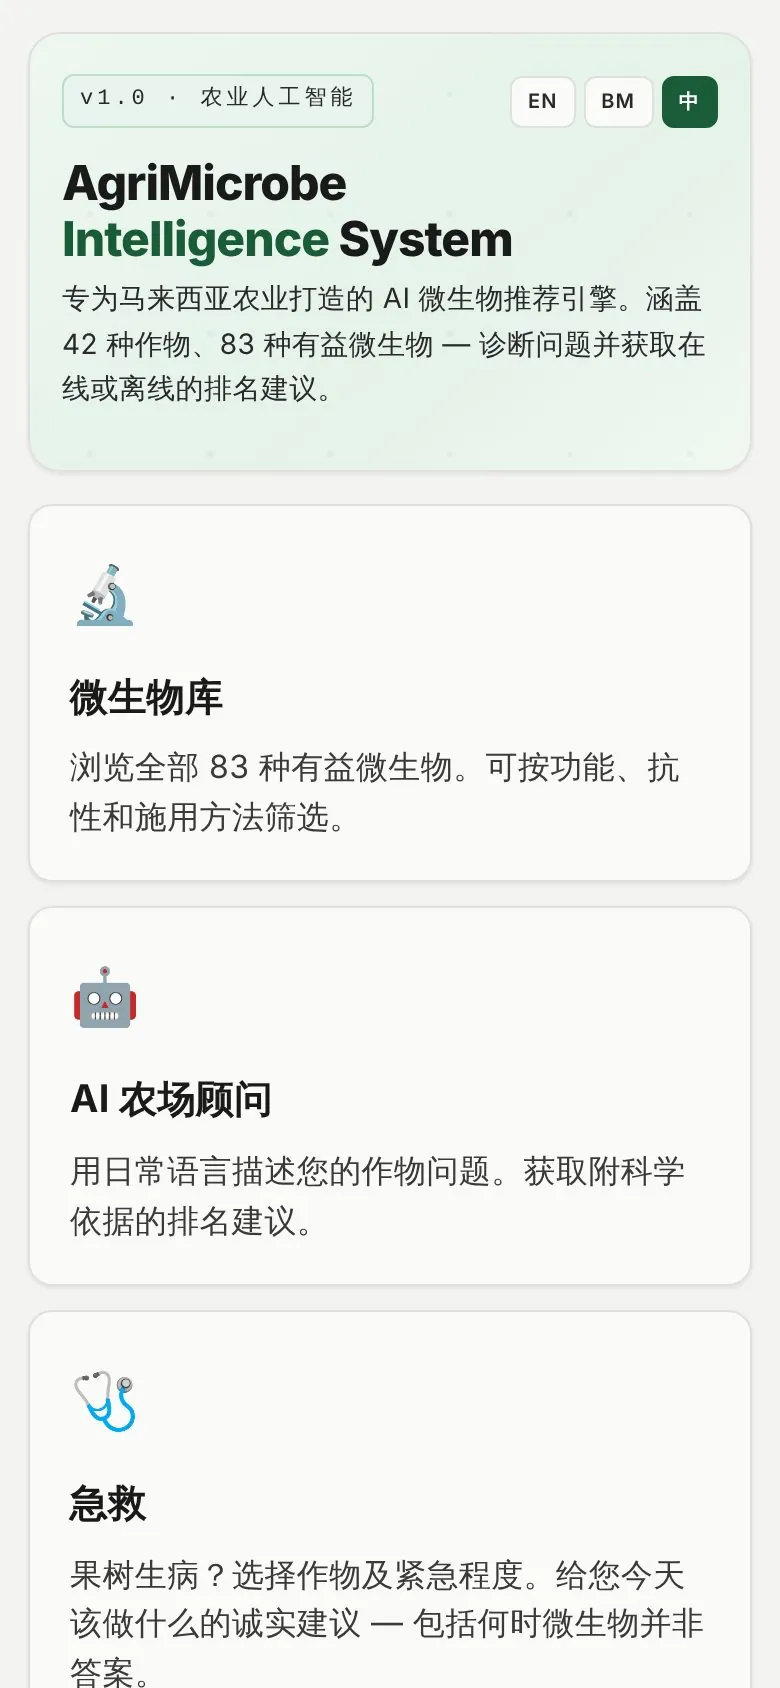 v1.0 · 农业人工智能
EN
BM
中
AgriMicrobe
Intelligence System
专为马来西亚农业打造的 AI 微生物推荐引擎。涵盖
42 种作物、83 种有益微生物 — 诊断问题并获取在
线或离线的排名建议。
微生物库
浏览全部 83 种有益微生物。可按功能、抗
性和施用方法筛选。
AI 农场顾问
用日常语言描述您的作物问题。获取附科学
依据的排名建议。
急救
果树生病？选择作物及紧急程度。给您今天
该做什么的诚实建议 — 包括何时微生物并非
答案。